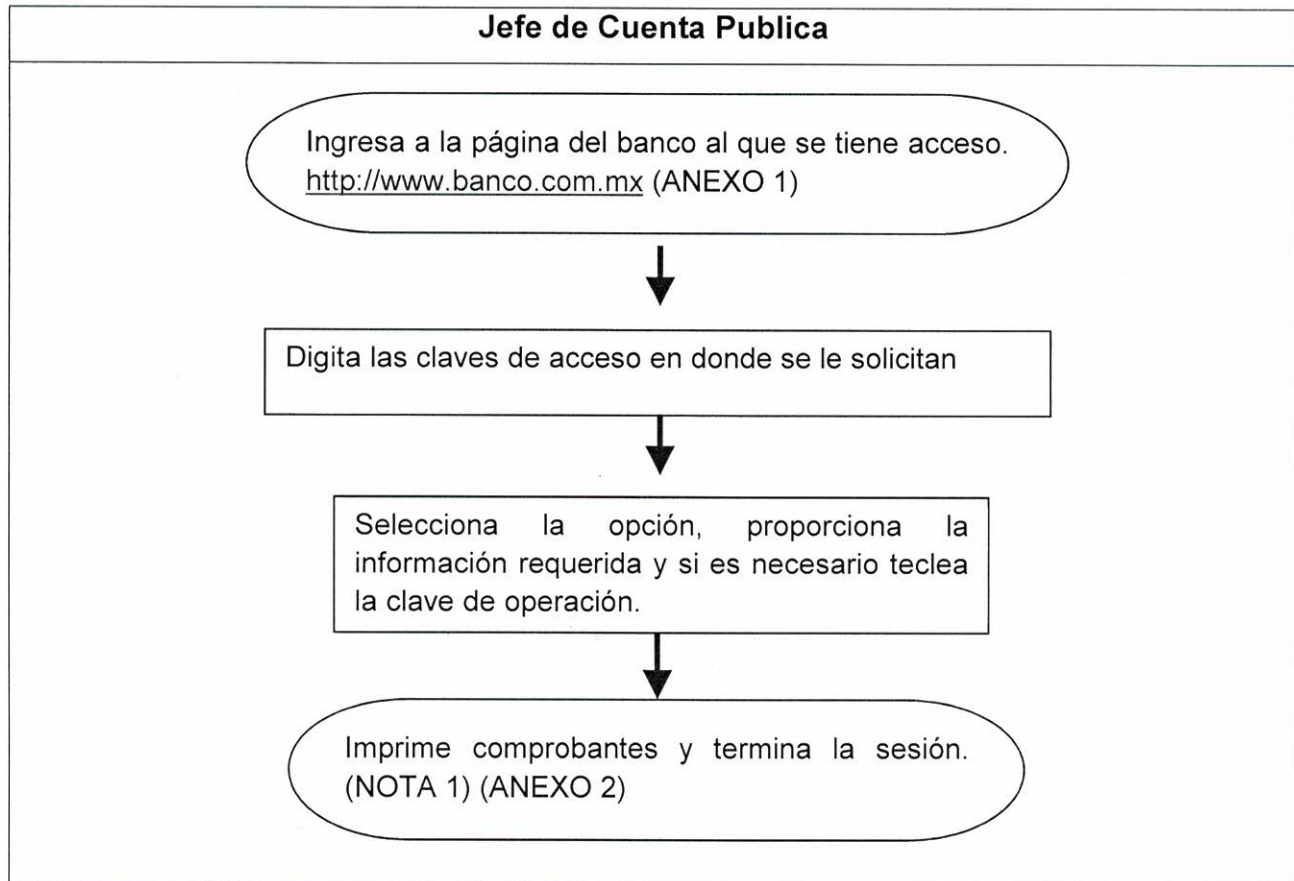 Jefe de Cuenta Publica
Ingresa a la página del banco al que se tiene acceso.
http://www.banco.com.mx (ANEXO 1)
Digita las claves de acceso en donde se le solicitan
Selecciona la opción, proporciona la
información requerida y si es necesario teclea
la clave de operación.
Imprime comprobantes y termina la sesión.
(NOTA 1) (ANEXO 2)